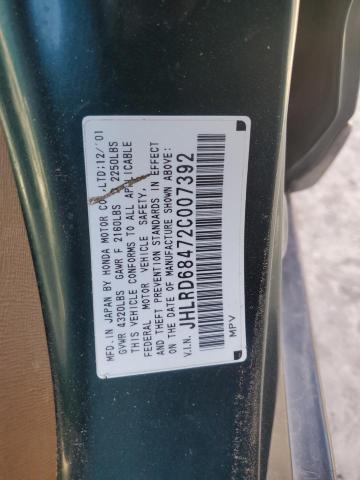 MFD.IN JAPAN BY HONDA MOTOR CO.,LTD;12/'01
GVWR 4320LBS GAWR F 2160LBS 2250LBS
THIS VEHICLE CONFORMS TO ALL APPLICABLE
FEDERAL MOTOR VEHICLE SAFETY,
AND THEFT PREVENTION STANDARDS IN EFFECT
ON THE DATE OF MANUFACTURE SHOWN ABOVE:
V.I.N. JHLRD68472C007392
MPV